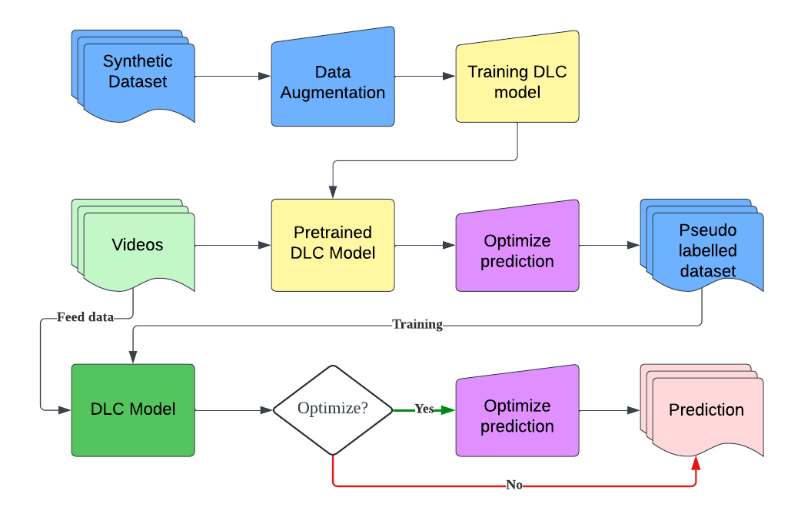 Synthetic
Dataset
Data
Augmentation
Training DLC
model
Videos
Pretrained
DLC Model
Optimize
prediction
Pseudo
labelled
dataset
Feed data
Training
DLC Model
Optimize?
Yes
Optimize
prediction
Prediction
No